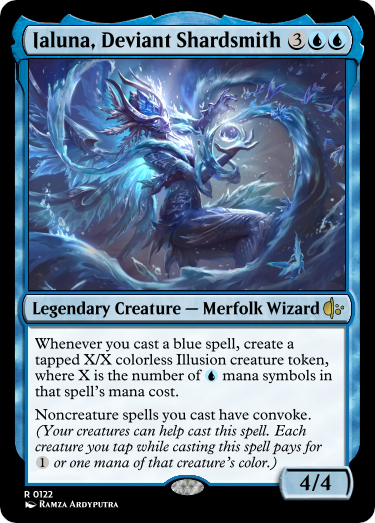 Jaluna, Deviant Shardsmith 3
Legendary Creature — Merfolk Wizard
Whenever you cast a blue spell, create a
tapped X/X colorless Illusion creature token,
where X is the number of mana symbols in
that spell's mana cost.
Noncreature spells you cast have convoke.
(Your creatures can help cast this spell. Each
creature you tap while casting this spell pays for
1 or one mana of that creature's color.)
4/4
R 0122
Ramza Ardyputra